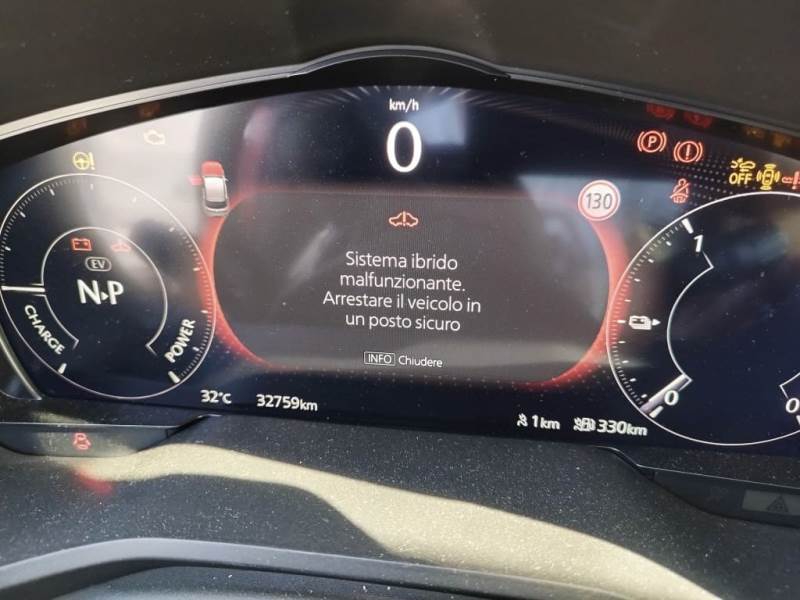 km/h
0
130
P
OFF
Sistema ibrido
malfunzionante.
Arrestare il veicolo in
un posto sicuro
INFO Chiudere
EV
N▸P
CHARGE
POWER
1
0
0
32°C
32759km
1km
330km